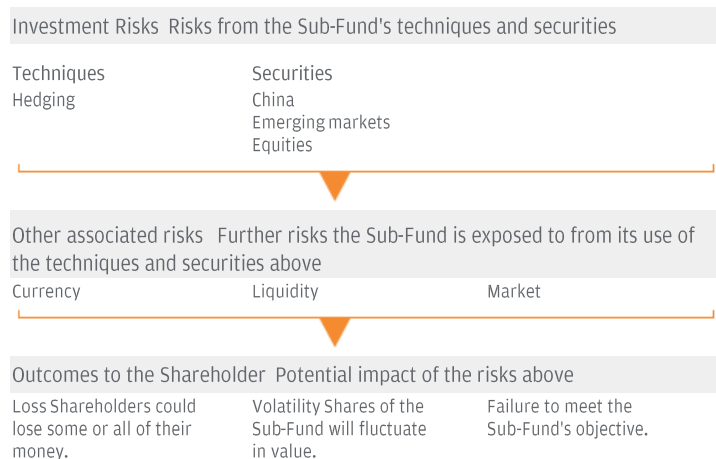 Investment Risks Risks from the Sub-Fund's techniques and securities
Techniques
Hedging
Securities
China
Emerging markets
Equities
Other associated risks Further risks the Sub-Fund is exposed to from its use of
the techniques and securities above
Currency
Liquidity
Market
Outcomes to the Shareholder Potential impact of the risks above
Loss Shareholders could
lose some or all of their
money.
Volatility Shares of the
Sub-Fund will fluctuate
in value.
Failure to meet the
Sub-Fund's objective.